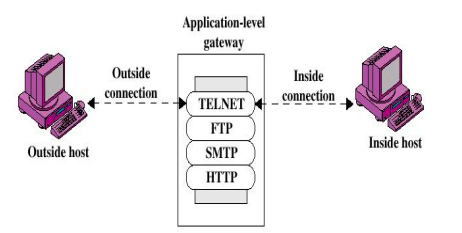 Application-level
gateway
Outside
connection
Inside
connection
TELNET
FTP
SMTP
HTTP
Outside host
Inside host